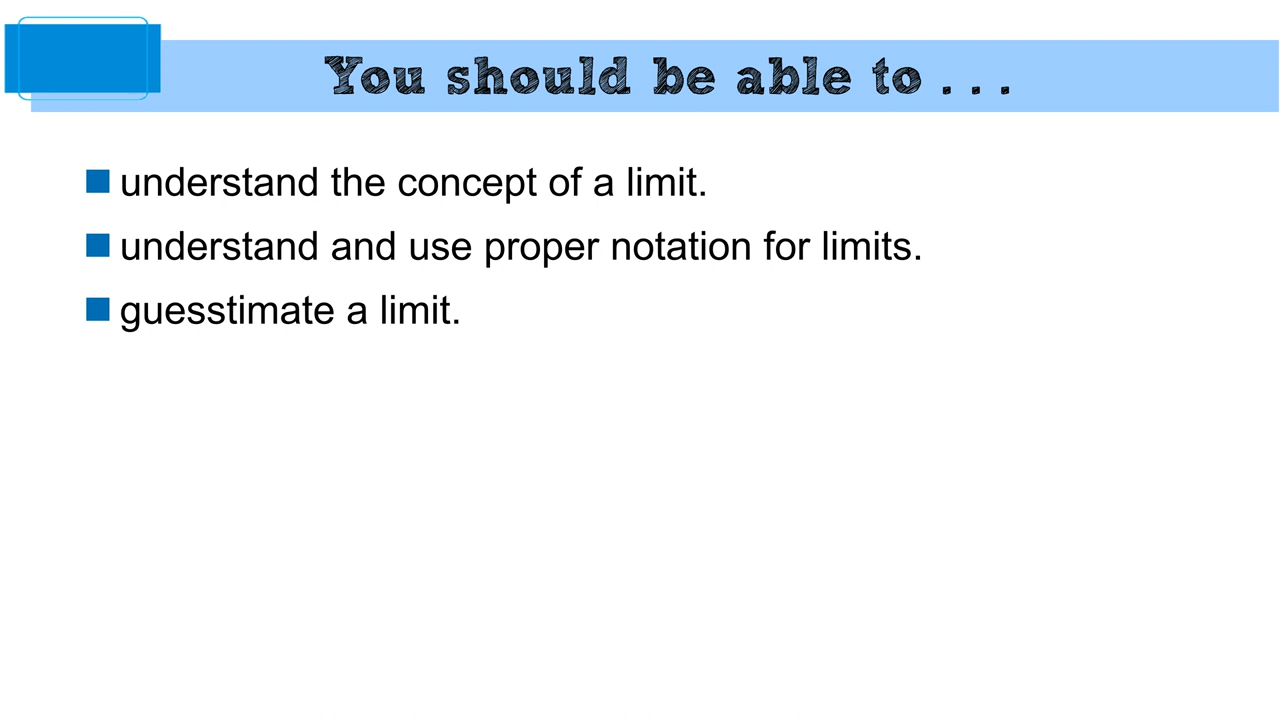 You should be able to . . .
understand the concept of a limit.
understand and use proper notation for limits.
guesstimate a limit.